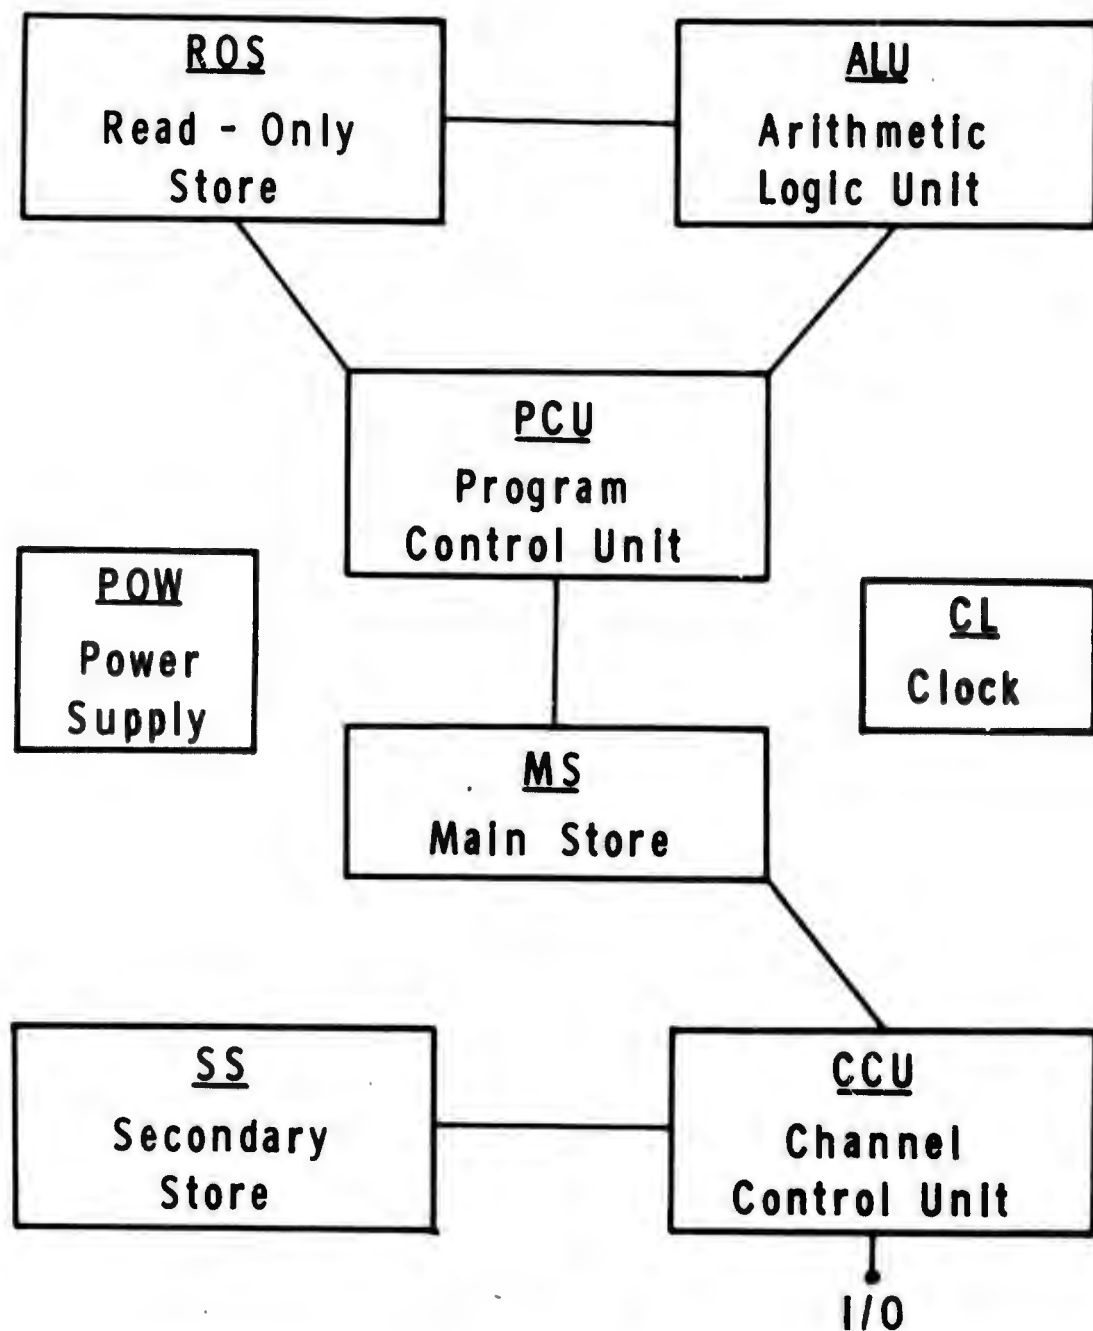 ROS
Read - Only
Store
ALU
Arithmetic
Logic Unit
PCU
Program
Control Unit
POW
Power
Supply
CL
Clock
MS
Main Store
SS
Secondary
Store
CCU
Channel
Control Unit
I/O